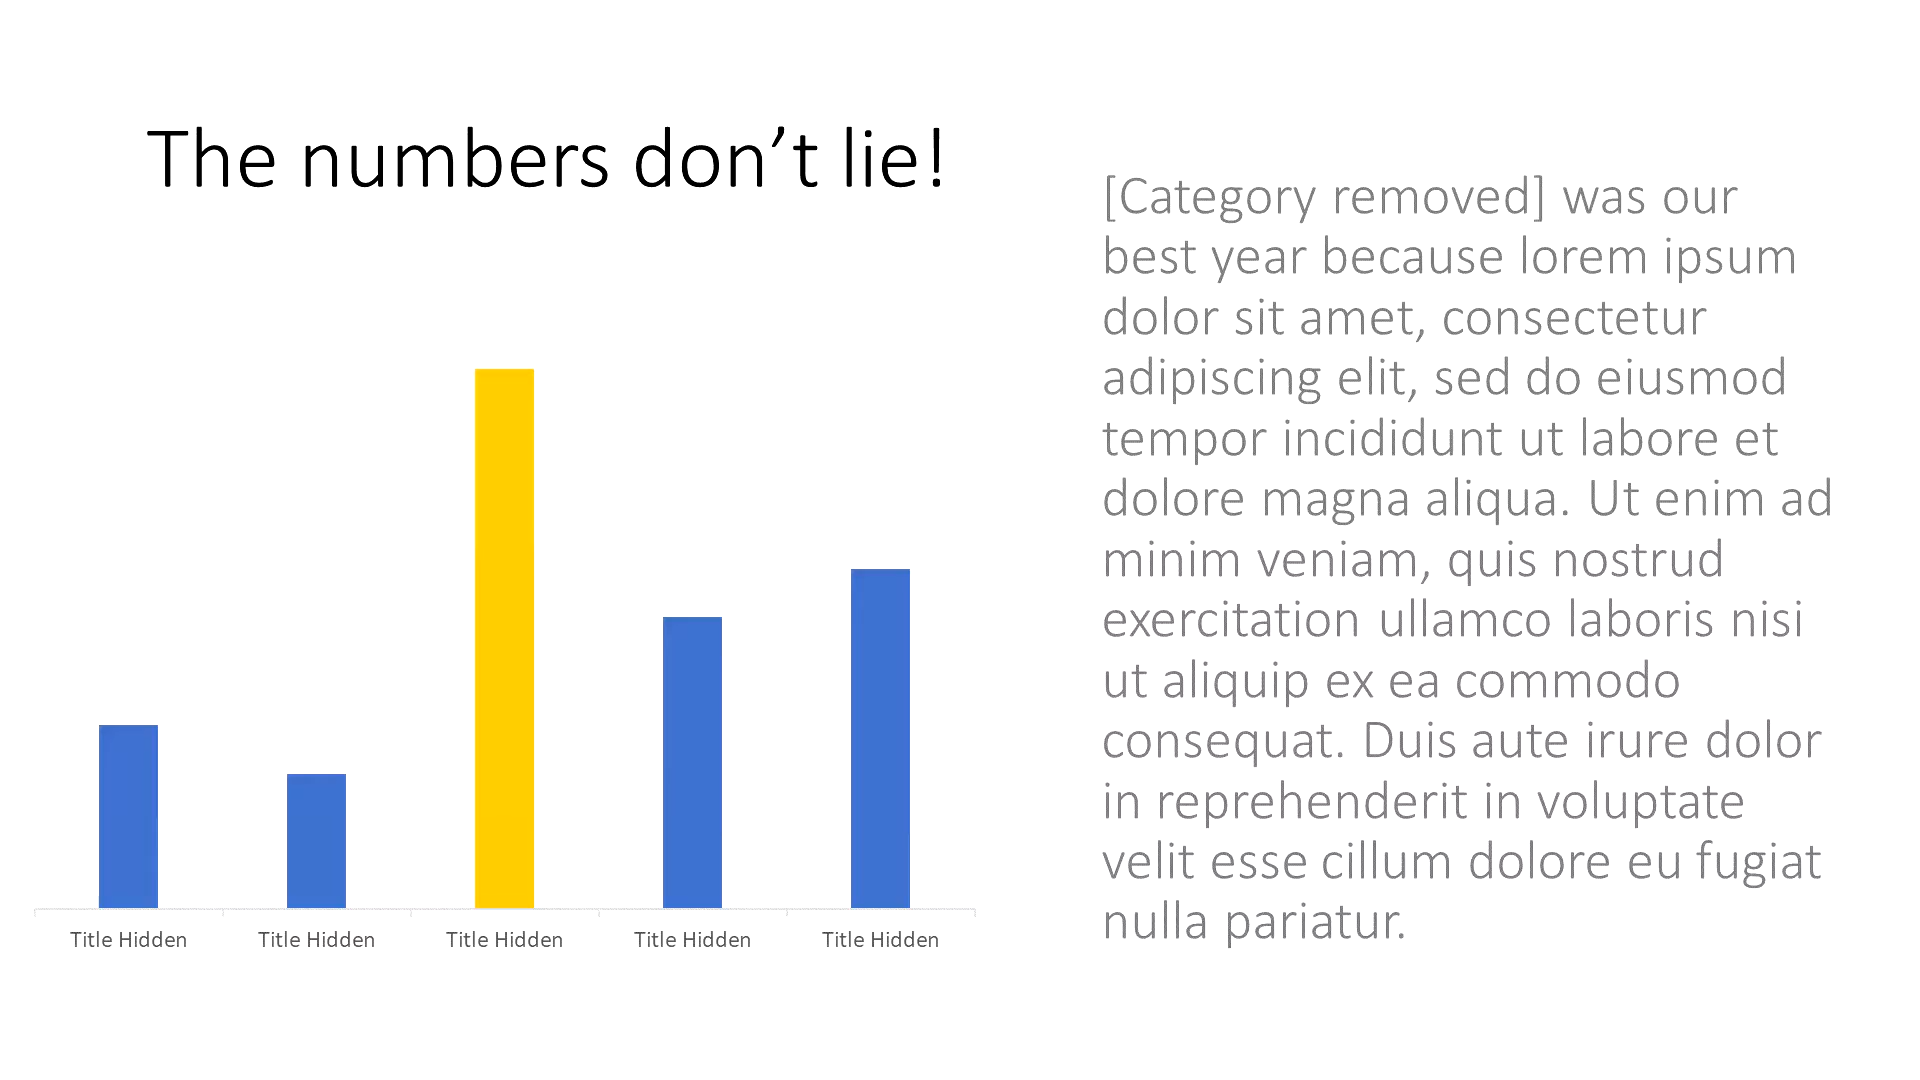 The numbers don’t lie!
Title Hidden
Title Hidden
Title Hidden
Title Hidden
Title Hidden
[Category removed] was our
best year because lorem ipsum
dolor sit amet, consectetur
adipiscing elit, sed do eiusmod
tempor incididunt ut labore et
dolore magna aliqua. Ut enim ad
minim veniam, quis nostrud
exercitation ullamco laboris nisi
ut aliquip ex ea commodo
consequat. Duis aute irure dolor
in reprehenderit in voluptate
velit esse cillum dolore eu fugiat
nulla pariatur.